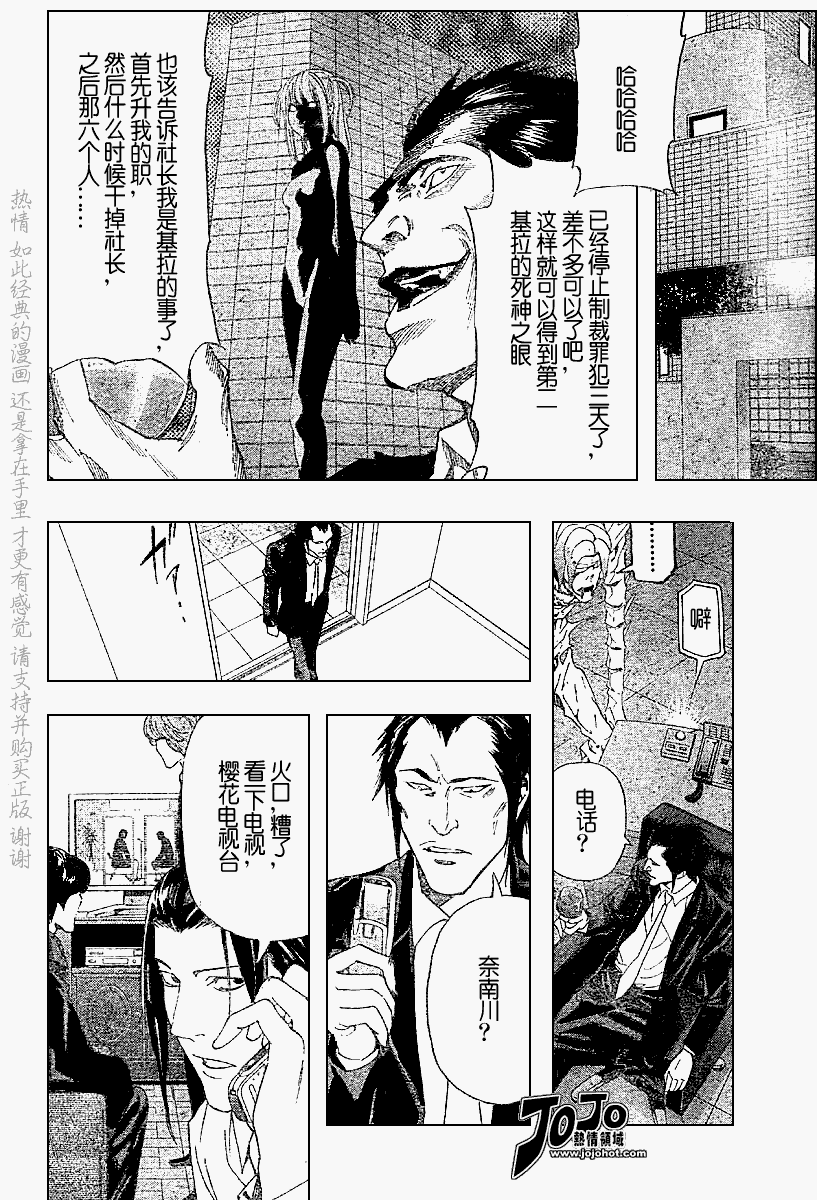 哈哈哈哈
已经停止制裁罪犯三天了，
差不多可以了吧，
这样就可以得到第二
基拉的死神之眼
也该告诉社长我是基拉的事了，
首先升我的职，
然后什么时候干掉社长，
之后那六个人……
……
噼
电话？
奈南川？
火口，糟了，
看下电视，
樱花电视台
热情 如此经典的漫画 还是拿在手里 才更有感觉 请支持并购买正版 谢谢
JOJO
熱情領域
www.jojohot.com